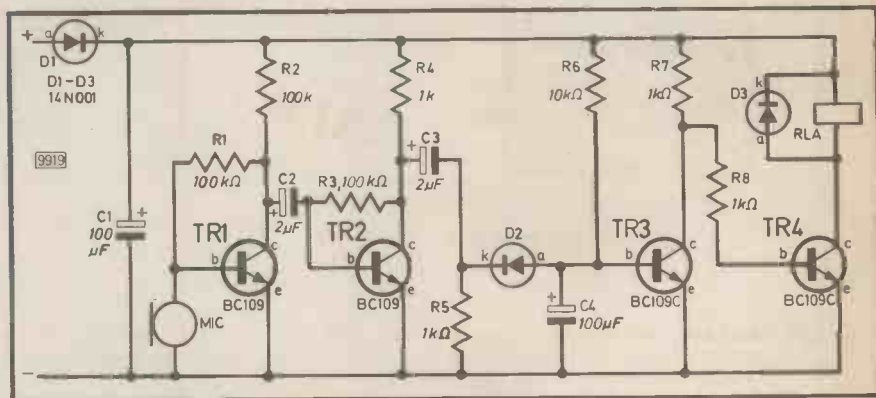 +
a
k
D1
D1-D3
14N001
R2
100k
R4
1k
R6
10kΩ
R7
1kΩ
k
D3
a
RLA
R1
100kΩ
9919
C1
+
100
µF
+
C2
2µF
R3,100kΩ
+
C3
2µF
R8
1kΩ
TR1
c
b
e
BC109
TR2
c
b
e
BC109
k
D2
a
TR3
c
b
e
BC109C
TR4
c
b
e
BC109C
MIC
R5
1kΩ
+
C4
100µF
-